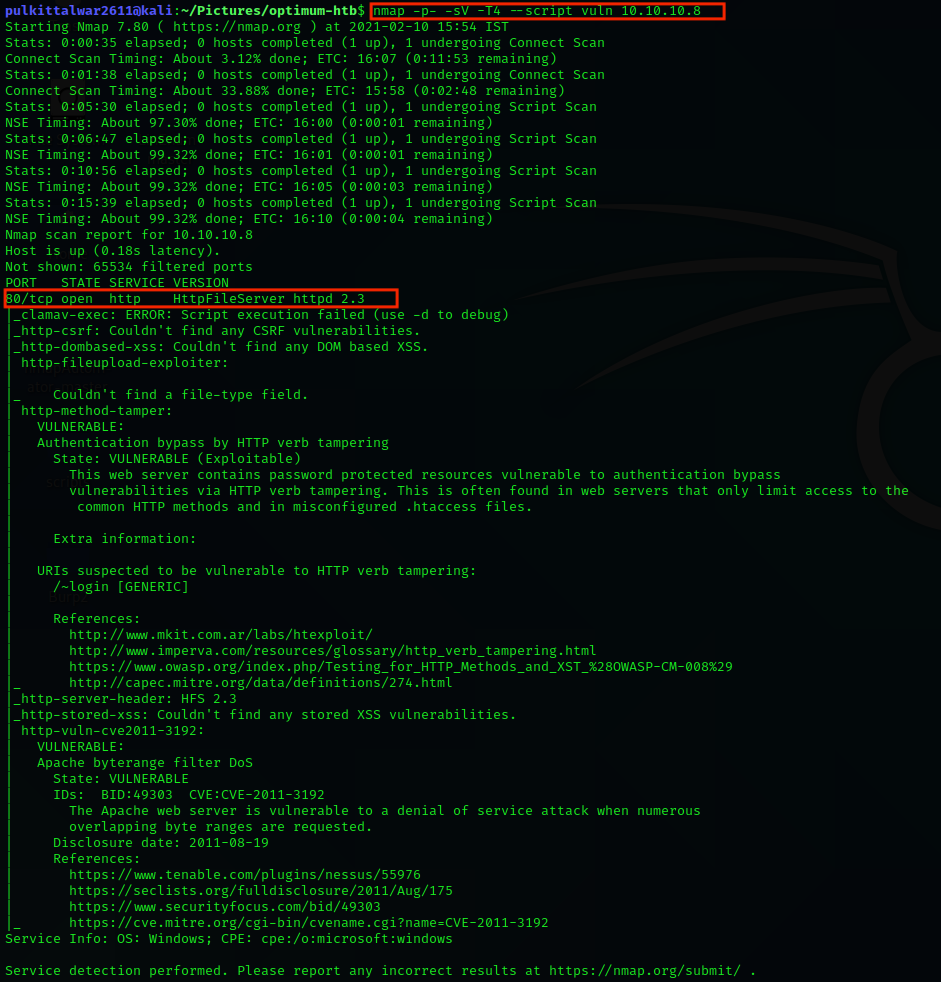 pulkittalwar2611@kali:~/Pictures/optimum-htb$ nmap -p- -sV -T4 --script vuln 10.10.10.8
Starting Nmap 7.80 ( https://nmap.org ) at 2021-02-10 15:54 IST
Stats: 0:00:35 elapsed; 0 hosts completed (1 up), 1 undergoing Connect Scan
Connect Scan Timing: About 3.12% done; ETC: 16:07 (0:11:53 remaining)
Stats: 0:01:38 elapsed; 0 hosts completed (1 up), 1 undergoing Connect Scan
Connect Scan Timing: About 33.88% done; ETC: 15:58 (0:02:48 remaining)
Stats: 0:05:30 elapsed; 0 hosts completed (1 up), 1 undergoing Script Scan
NSE Timing: About 97.30% done; ETC: 16:00 (0:00:01 remaining)
Stats: 0:06:47 elapsed; 0 hosts completed (1 up), 1 undergoing Script Scan
NSE Timing: About 99.32% done; ETC: 16:01 (0:00:01 remaining)
Stats: 0:10:56 elapsed; 0 hosts completed (1 up), 1 undergoing Script Scan
NSE Timing: About 99.32% done; ETC: 16:05 (0:00:03 remaining)
Stats: 0:15:39 elapsed; 0 hosts completed (1 up), 1 undergoing Script Scan
NSE Timing: About 99.32% done; ETC: 16:10 (0:00:04 remaining)
Nmap scan report for 10.10.10.8
Host is up (0.18s latency).
Not shown: 65534 filtered ports
PORT   STATE SERVICE VERSION
80/tcp open  http    HttpFileServer httpd 2.3
|_clamav-exec: ERROR: Script execution failed (use -d to debug)
|_http-csrf: Couldn't find any CSRF vulnerabilities.
|_http-dombased-xss: Couldn't find any DOM based XSS.
| http-fileupload-exploiter:
|
|_    Couldn't find a file-type field.
| http-method-tamper:
|   VULNERABLE:
|   Authentication bypass by HTTP verb tampering
|     State: VULNERABLE (Exploitable)
|       This web server contains password protected resources vulnerable to authentication bypass
|       vulnerabilities via HTTP verb tampering. This is often found in web servers that only limit access to the
|        common HTTP methods and in misconfigured .htaccess files.
|
|     Extra information:
|
|   URIs suspected to be vulnerable to HTTP verb tampering:
|     /~login [GENERIC]
|
|     References:
|       http://www.mkit.com.ar/labs/htexploit/
|       http://www.imperva.com/resources/glossary/http_verb_tampering.html
|       https://www.owasp.org/index.php/Testing_for_HTTP_Methods_and_XST_%28OWASP-CM-008%29
|_      http://capec.mitre.org/data/definitions/274.html
|_http-server-header: HFS 2.3
|_http-stored-xss: Couldn't find any stored XSS vulnerabilities.
| http-vuln-cve2011-3192:
|   VULNERABLE:
|   Apache byterange filter DoS
|     State: VULNERABLE
|     IDs:  BID:49303  CVE:CVE-2011-3192
|       The Apache web server is vulnerable to a denial of service attack when numerous
|       overlapping byte ranges are requested.
|     Disclosure date: 2011-08-19
|     References:
|       https://www.tenable.com/plugins/nessus/55976
|       https://seclists.org/fulldisclosure/2011/Aug/175
|       https://www.securityfocus.com/bid/49303
|_      https://cve.mitre.org/cgi-bin/cvename.cgi?name=CVE-2011-3192
Service Info: OS: Windows; CPE: cpe:/o:microsoft:windows

Service detection performed. Please report any incorrect results at https://nmap.org/submit/ .